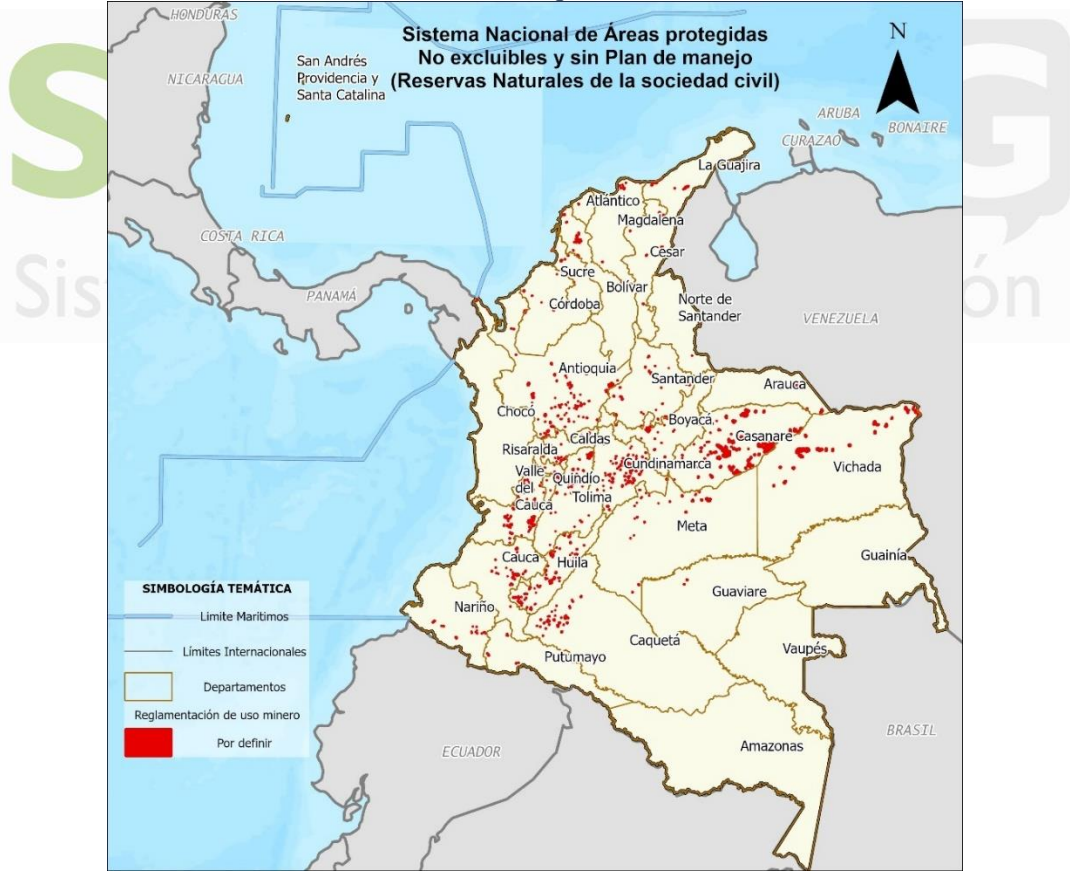 Sistema Nacional de Áreas protegidas
No excluibles y sin Plan de manejo
(Reservas Naturales de la sociedad civil)
N
HONDURAS
NICARAGUA
San Andrés
Providencia y
Santa Catalina
ARUBA
CURAZAO
BONAIRE
COSTA RICA
PANAMÁ
VENEZUELA
La Guajira
Atlántico
Magdalena
César
Sucre
Bolívar
Córdoba
Norte de
Santander
Antioquia
Santander
Arauca
Chocó
Boyacá
Casanare
Caldas
Risaralda
Cundinamarca
Vichada
Valle
del
Cauca
Quindío
Tolima
Meta
Cauca
Huila
Guainía
Guaviare
Nariño
Caquetá
Vaupés
Putumayo
Amazonas
ECUADOR
BRASIL
SIMBOLOGÍA TEMÁTICA
Limite Maritimos
Límites Internacionales
Departamentos
Reglamentación de uso minero
Por definir
S
G
Sis
ón